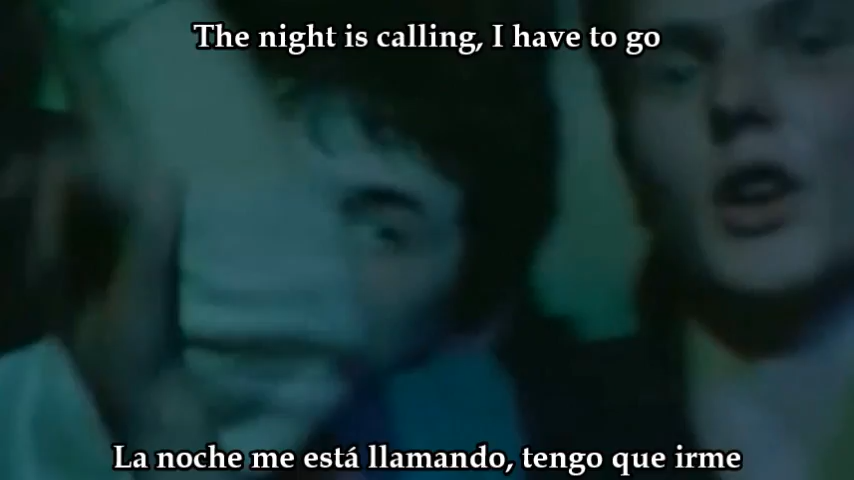 The night is calling, I have to go
La noche me está llamando, tengo que irme